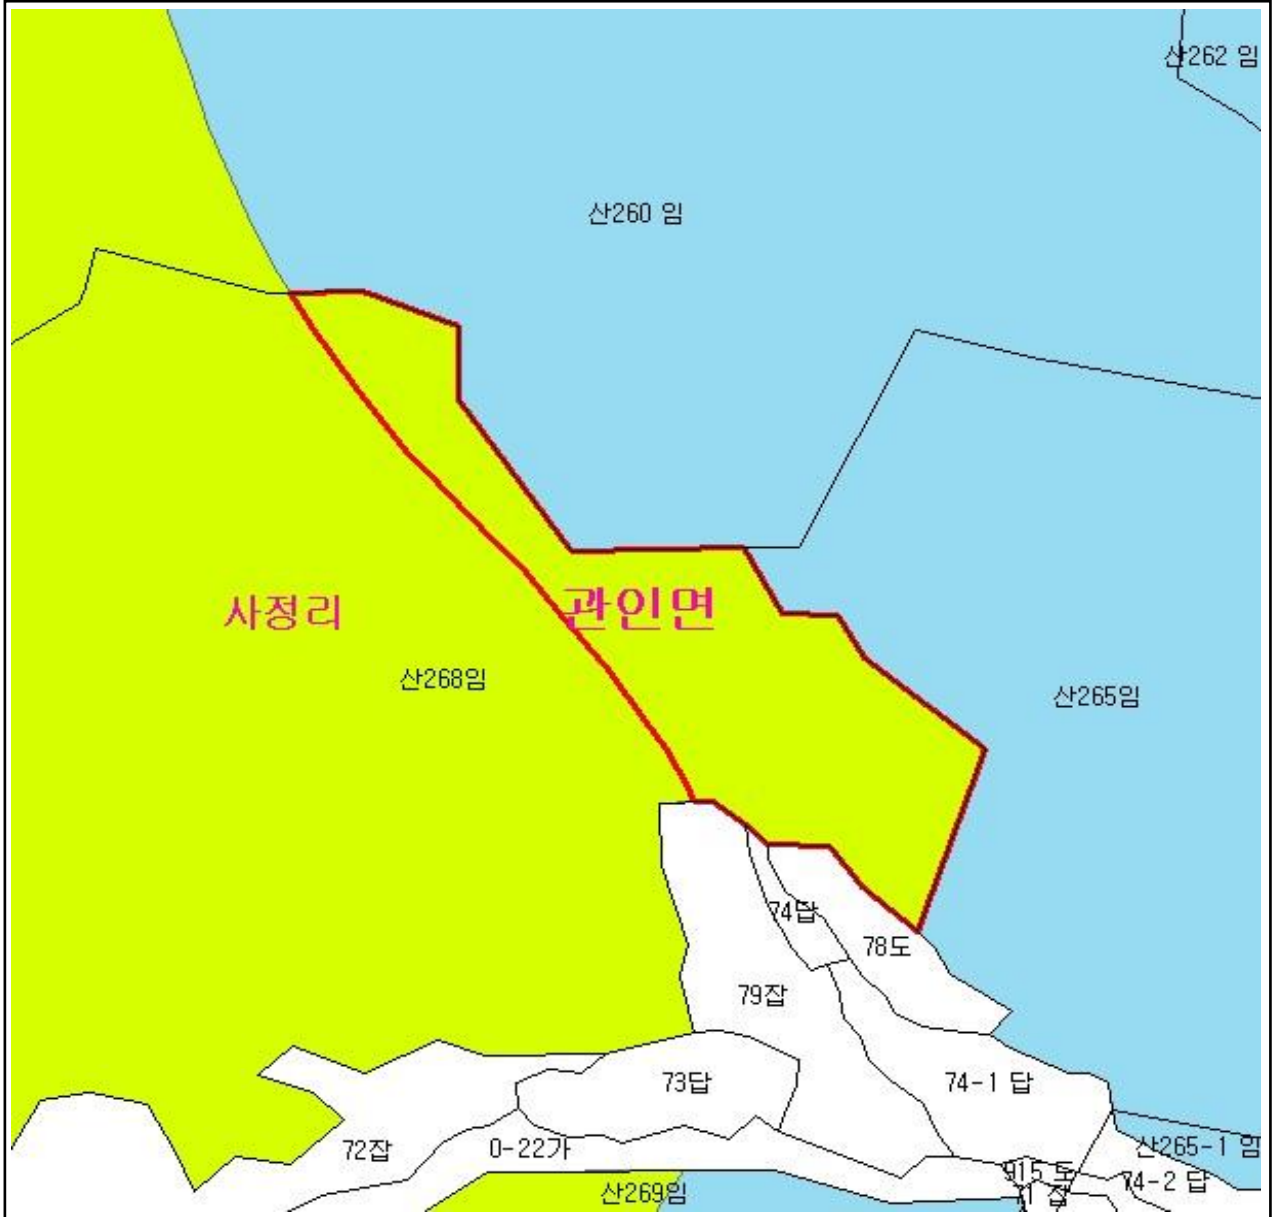 산262 임
산260 임
사정리
관인면
산268임
산265임
74답
78도
79잡
73답
74-1 답
72잡
0-22가
산265-1 임
74-2 답
산269임